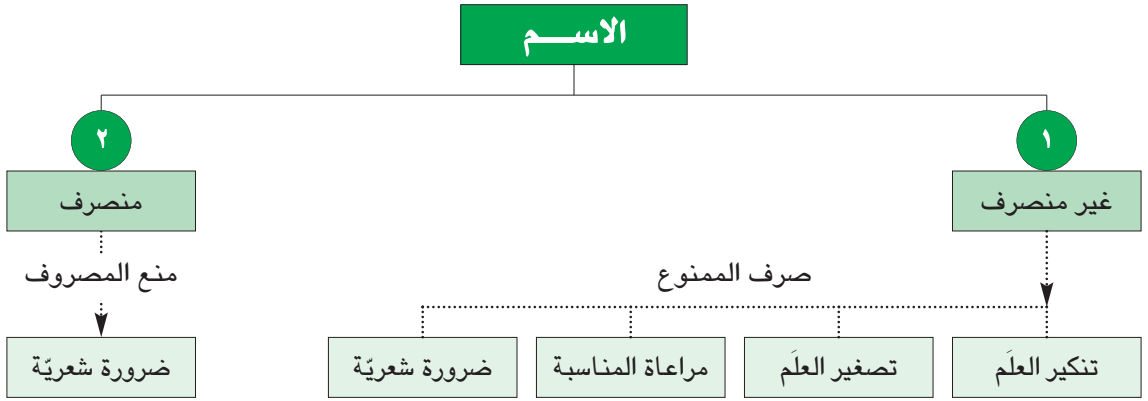 الاسـم
١
٢
غير منصرف
منصرف
صرف الممنوع
منع المصروف
تنكير العلَم
تصغير العلَم
مراعاة المناسبة
ضرورة شعريّة
ضرورة شعريّة